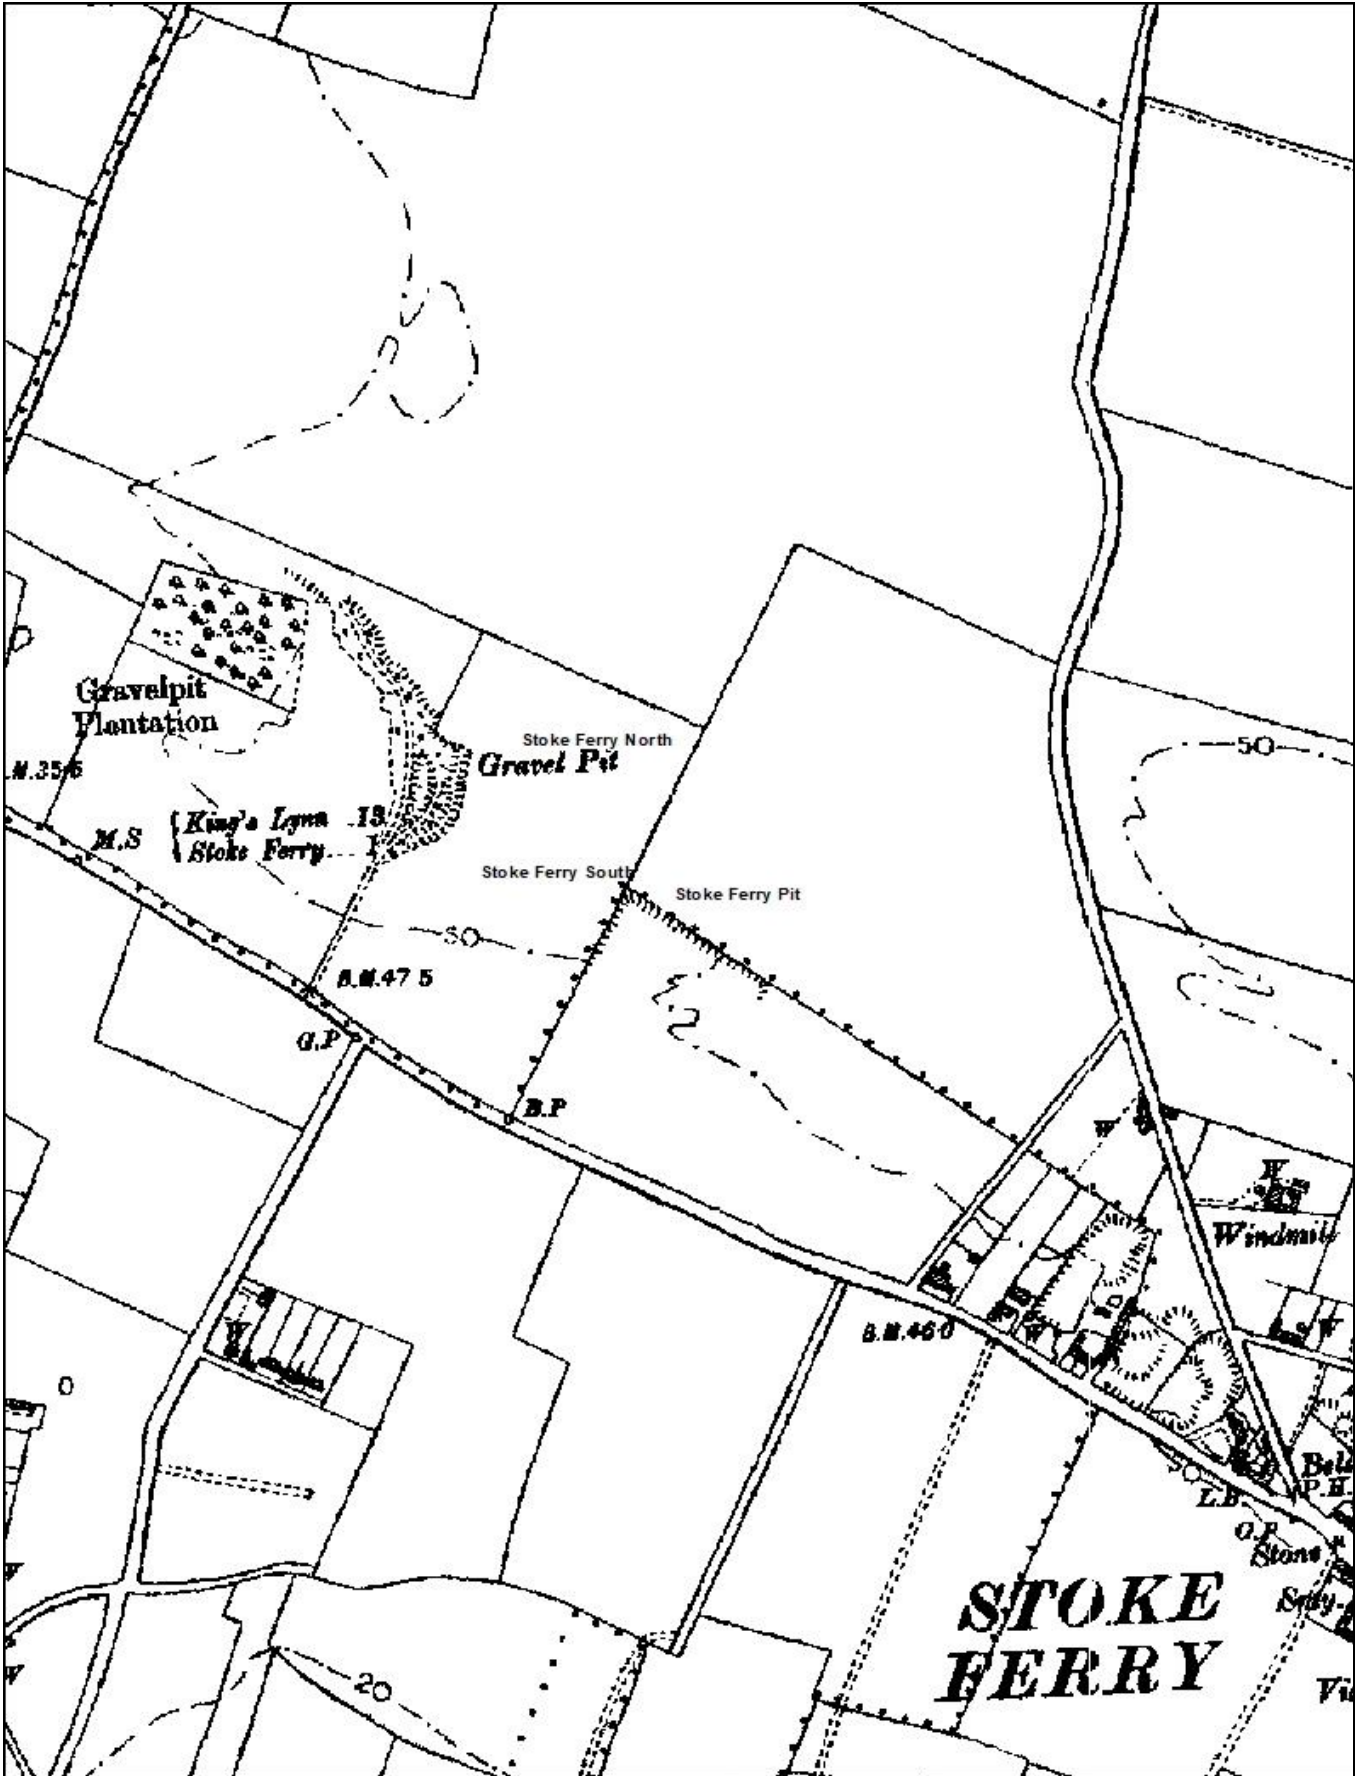 Gravelpit
Plantation
Stoke Ferry North
Gravel Pit
50
M.S
King's Lynn 13
Stoke Ferry 1
Stoke Ferry South
Stoke Ferry Pit
50
B.M.47.5
G.P
B.P
W
Windmill
B.M.46.0
W
W
W
50
L.B.
P.H.
G.P
Stone
STOKE
FERRY
20
W